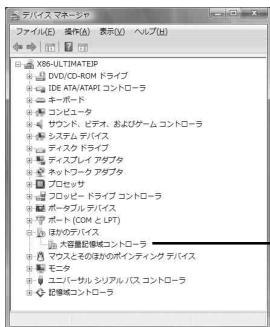 デバイス マネージャ
ファイル(F) 操作(A) 表示(V) ヘルプ(H)
X86-ULTIMATEJP
DVD/CD-ROM ドライブ
IDE ATA/ATAPI コントローラ
キーボード
コンピュータ
サウンド、ビデオ、およびゲーム コントローラ
システム デバイス
ディスク ドライブ
ディスプレイ アダプタ
ネットワーク アダプタ
プロセッサ
フロッピー ドライブ コントローラ
ポータブル デバイス
ポート (COM と LPT)
ほかのデバイス
大容量記憶域コントローラ
マウスとそのほかのポインティング デバイス
モニタ
ユニバーサル シリアル バス コントローラ
記憶域コントローラ